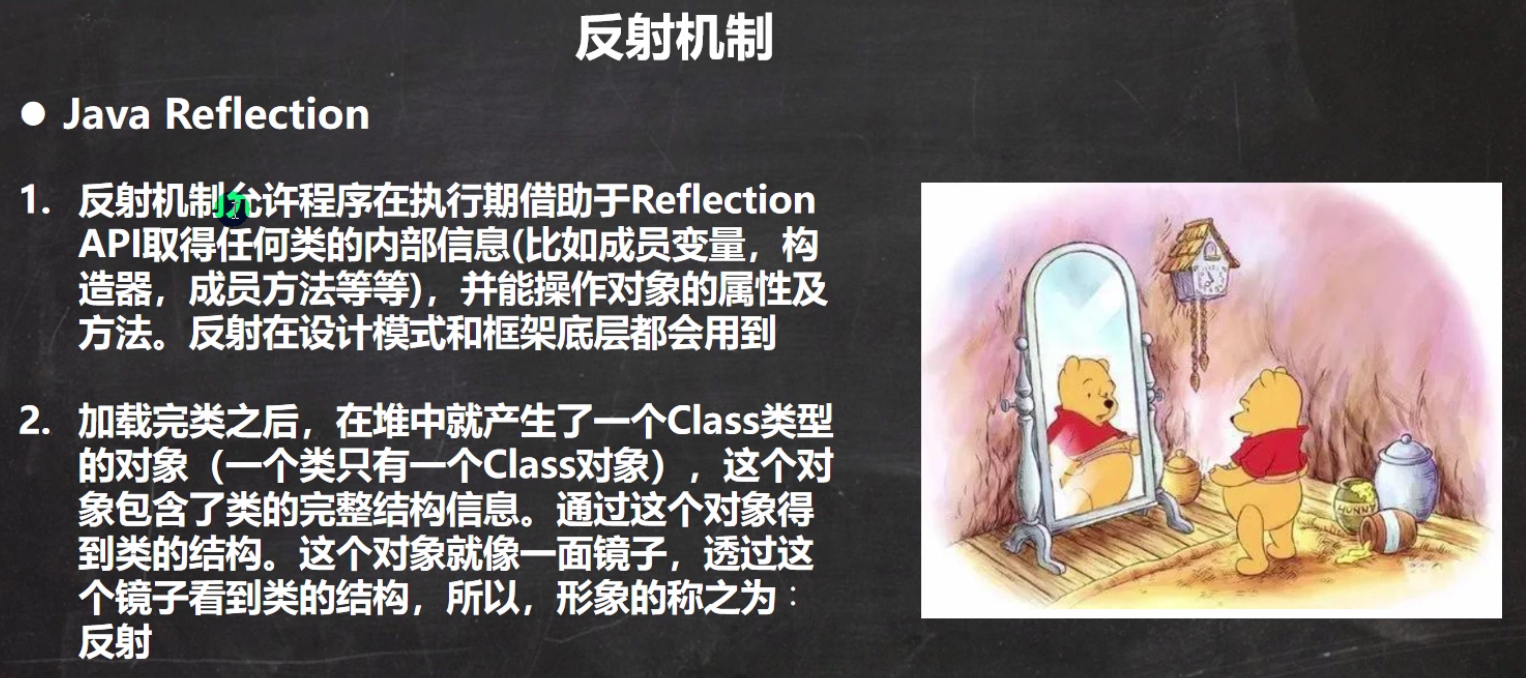 反射机制
● Java Reflection
1. 反射机制允许程序在执行期借助于Reflection
API取得任何类的内部信息(比如成员变量，构
造器，成员方法等等)，并能操作对象的属性及
方法。反射在设计模式和框架底层都会用到
2. 加载完类之后，在堆中就产生了一个Class类型
的对象（一个类只有一个Class对象），这个对
象包含了类的完整结构信息。通过这个对象得
到类的结构。这个对象就像一面镜子，透过这
个镜子看到类的结构，所以，形象的称之为：
反射
HUNNY